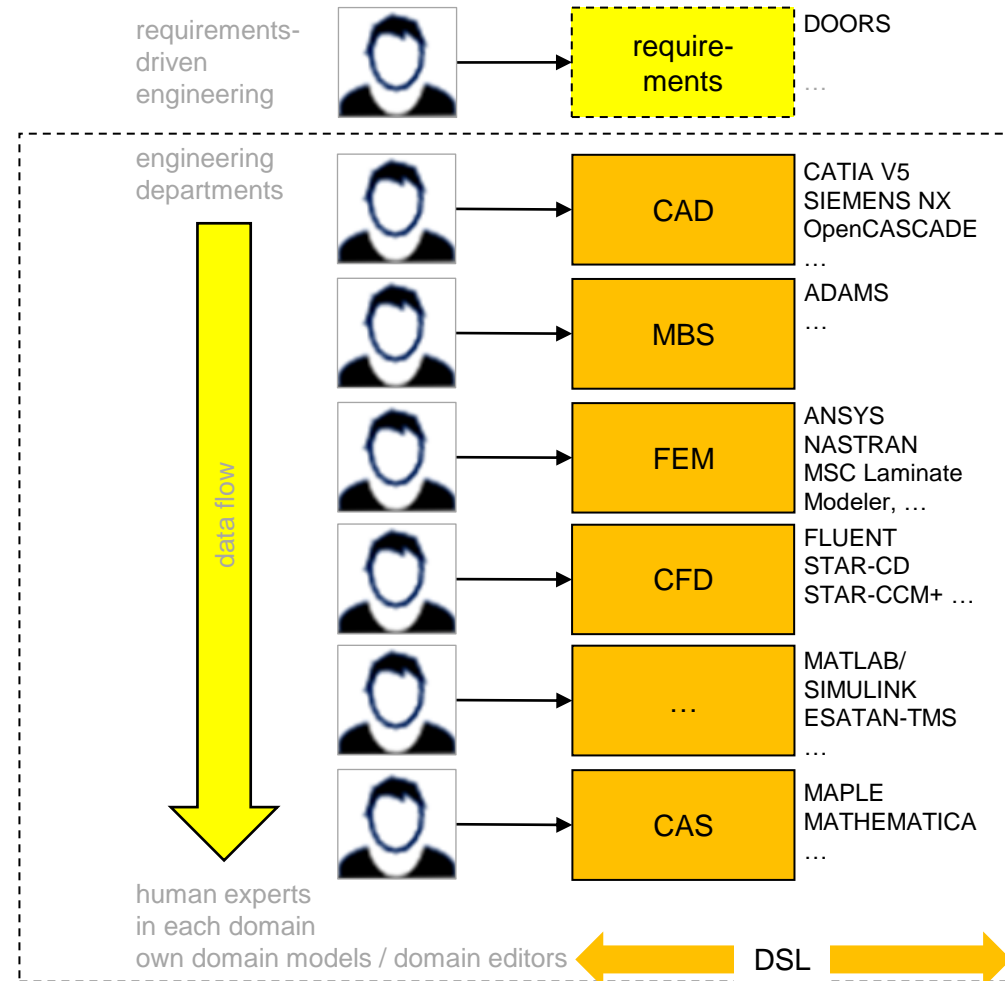 requirements-
driven
engineering
require-
ments
DOORS
...
engineering
departments
CAD
CATIA V5
SIEMENS NX
OpenCASCADE
...
MBS
ADAMS
...
data flow
FEM
ANSYS
NASTRAN
MSC Laminate
Modeler, ...
CFD
FLUENT
STAR-CD
STAR-CCM+ ...
...
MATLAB/
SIMULINK
ESATAN-TMS
...
CAS
MAPLE
MATHEMATICA
...
human experts
in each domain
own domain models / domain editors
DSL